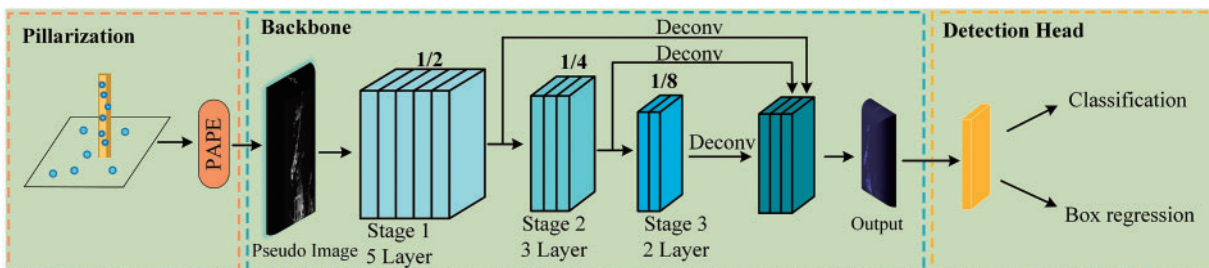 Pillarization
PAPE
Backbone
Pseudo Image
1/2
Stage 1
5 Layer
Deconv
Deconv
1/4
Stage 2
3 Layer
1/8
Stage 3
2 Layer
Deconv
Output
Detection Head
Classification
Box regression